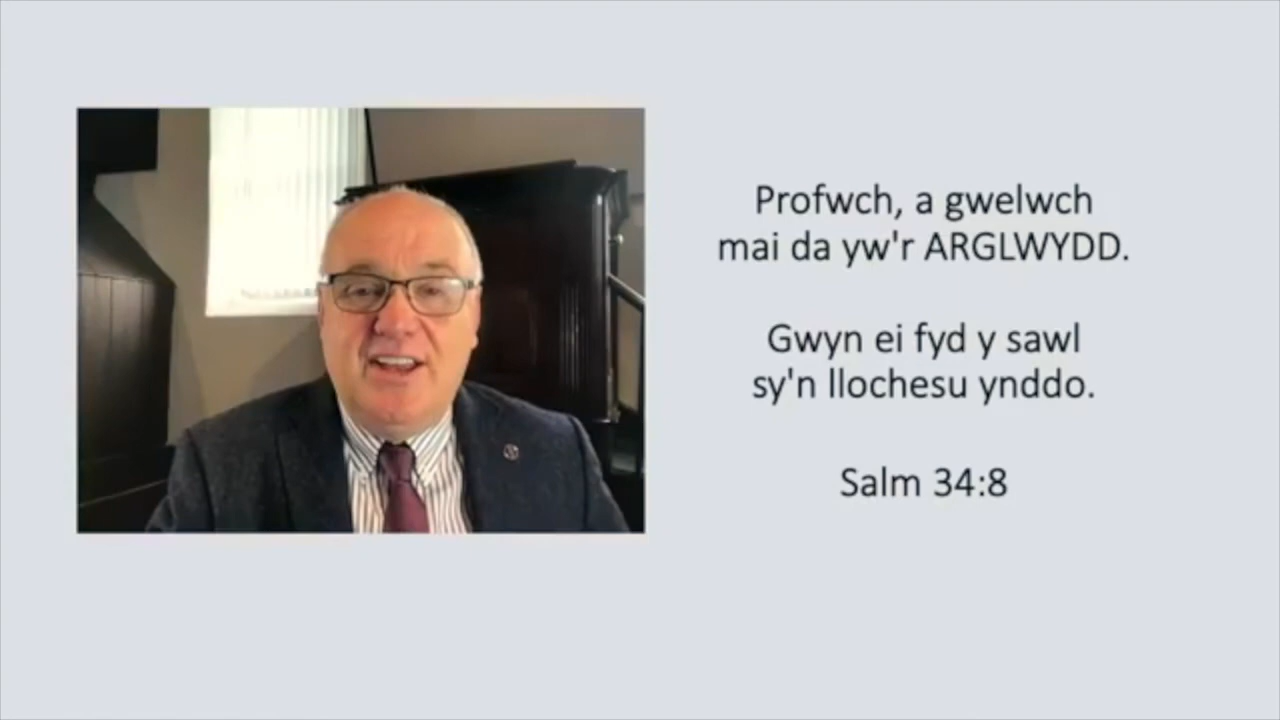 Profwch, a gwelwch
mai da yw'r ARGLWYDD.
Gwyn ei fyd y sawl
sy'n llochesu ynddo.
Salm 34:8